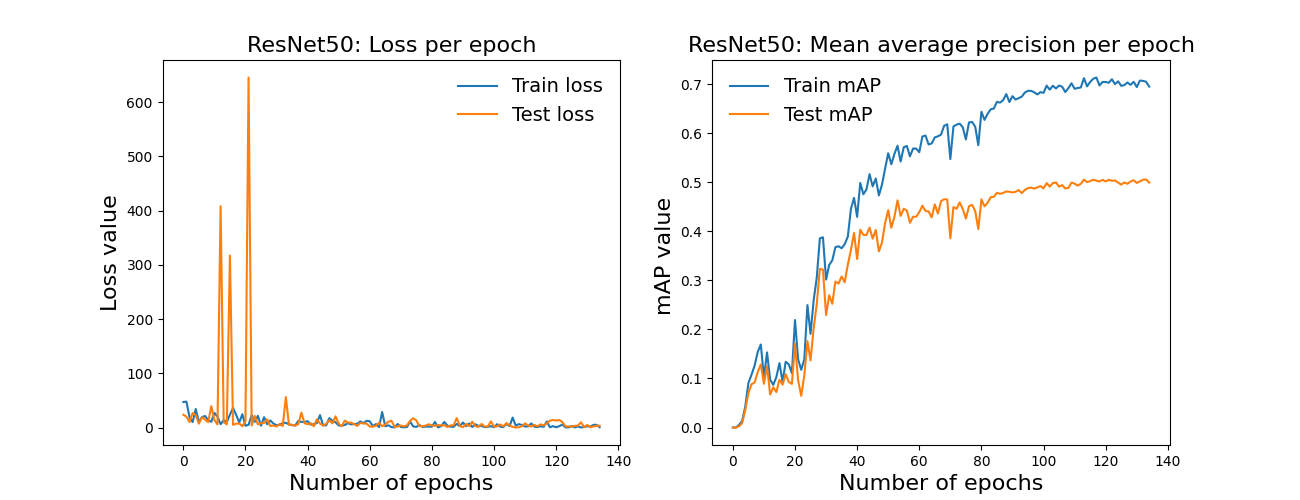 ResNet50: Loss per epoch
Train loss
Test loss
Loss value
600
500
400
300
200
100
0
0 20 40 60 80 100 120 140
Number of epochs
ResNet50: Mean average precision per epoch
Train mAP
Test mAP
mAP value
0.7
0.6
0.5
0.4
0.3
0.2
0.1
0.0
0 20 40 60 80 100 120 140
Number of epochs